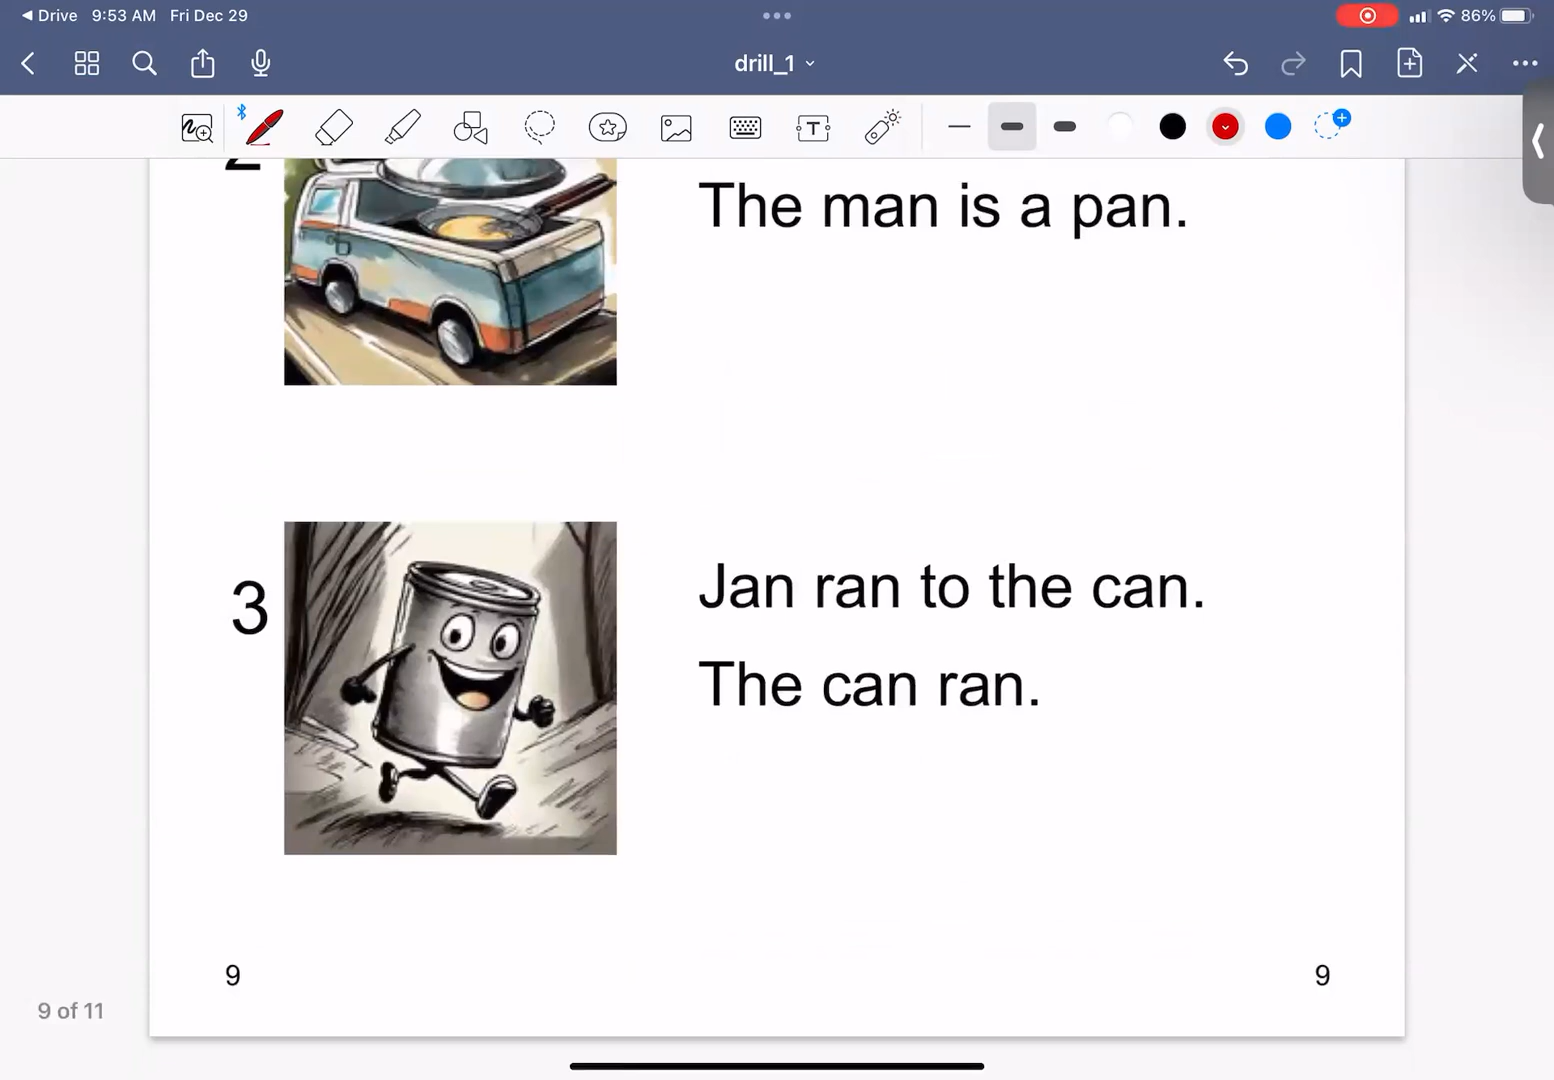 Drive 9:53 AM Fri Dec 29
86%
drill_1
T
The man is a pan.
3
Jan ran to the can.
The can ran.
9
9
9 of 11